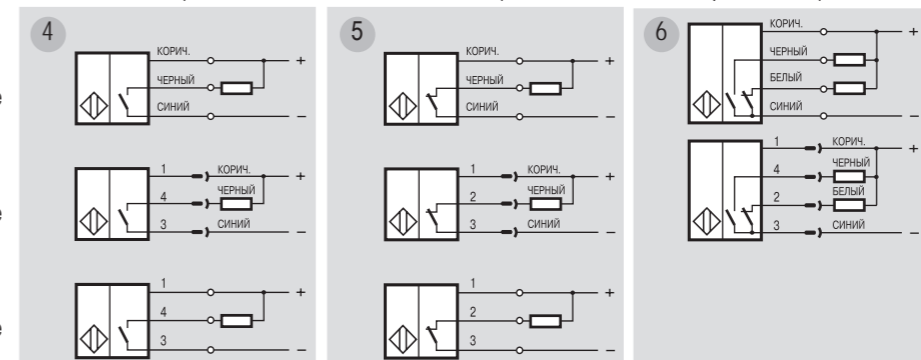 4
КОРИЧ.
+
ЧЕРНЫЙ
СИНИЙ
–
1 КОРИЧ. +
4 ЧЕРНЫЙ
3 СИНИЙ –
1 +
4
3 –
5
КОРИЧ.
+
ЧЕРНЫЙ
СИНИЙ
–
1 КОРИЧ. +
2 ЧЕРНЫЙ
3 СИНИЙ –
1 +
2
3 –
6
КОРИЧ.
+
ЧЕРНЫЙ
БЕЛЫЙ
СИНИЙ
–
1 КОРИЧ. +
4 ЧЕРНЫЙ
2 БЕЛЫЙ
3 СИНИЙ –